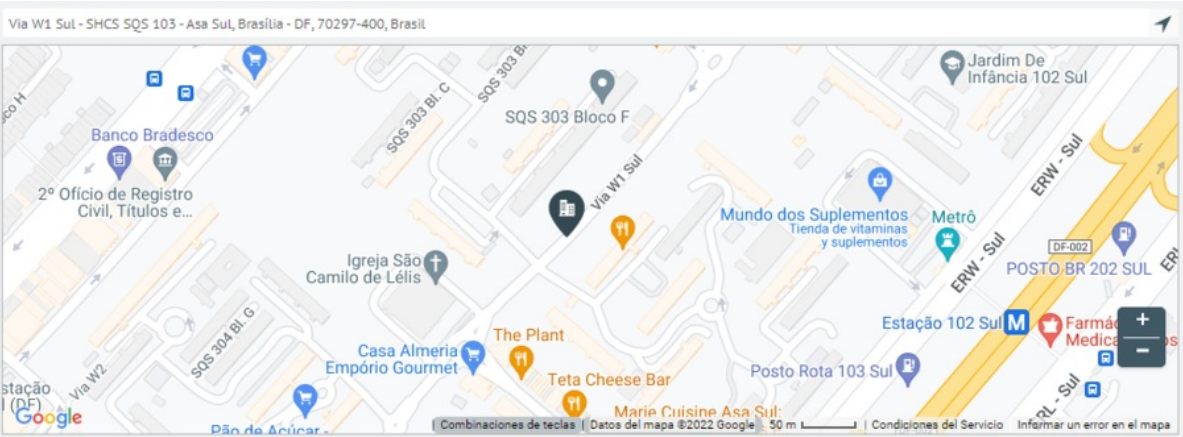 Via W1 Sul - SHCS SQS 103 - Asa Sul, Brasília - DF, 70297-400, Brasil
Jardim De
Infância 102 Sul
SQS 303 Bl. C
SQS 303 B
SQS 303 Bloco F
Banco Bradesco
2º Ofício de Registro
Civil, Títulos e...
Via W1 Sul
ERW - Sul
Mundo dos Suplementos
Tienda de vitaminas
y suplementos
Metrô
DF-002
ERW - Sul
POSTO BR 202 SUL
Igreja São
Camilo de Lélis
SQS 304 Bl. G
Estação 102 Sul
M
The Plant
Casa Almeria
Empório Gourmet
Teta Cheese Bar
Posto Rota 103 Sul
Via W2
Pão de Açúcar -
Marie Cuisine Asa Sul:
+
−
Google
Combinaciones de teclas
Datos del mapa ©2022 Google
50 m
Condiciones del Servicio
Informar un error en el mapa